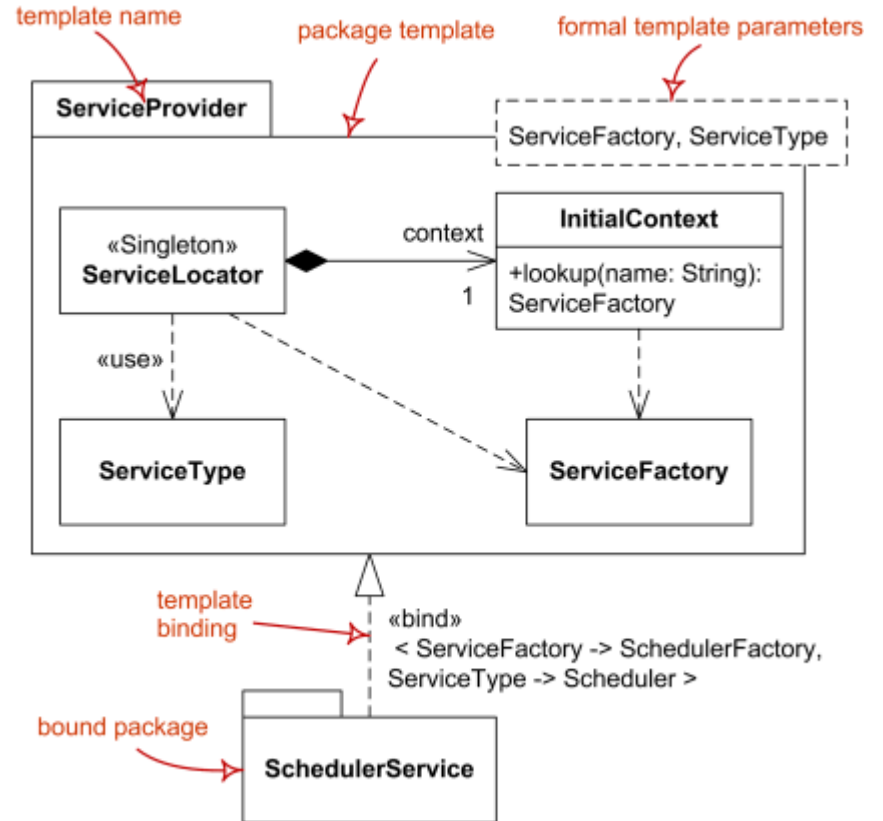 template name
package template
formal template parameters
ServiceProvider
ServiceFactory, ServiceType
«Singleton»
ServiceLocator
context
1
InitialContext
+lookup(name: String):
ServiceFactory
«use»
ServiceType
ServiceFactory
template
binding
«bind»
< ServiceFactory -> SchedulerFactory,
ServiceType -> Scheduler >
bound package
SchedulerService